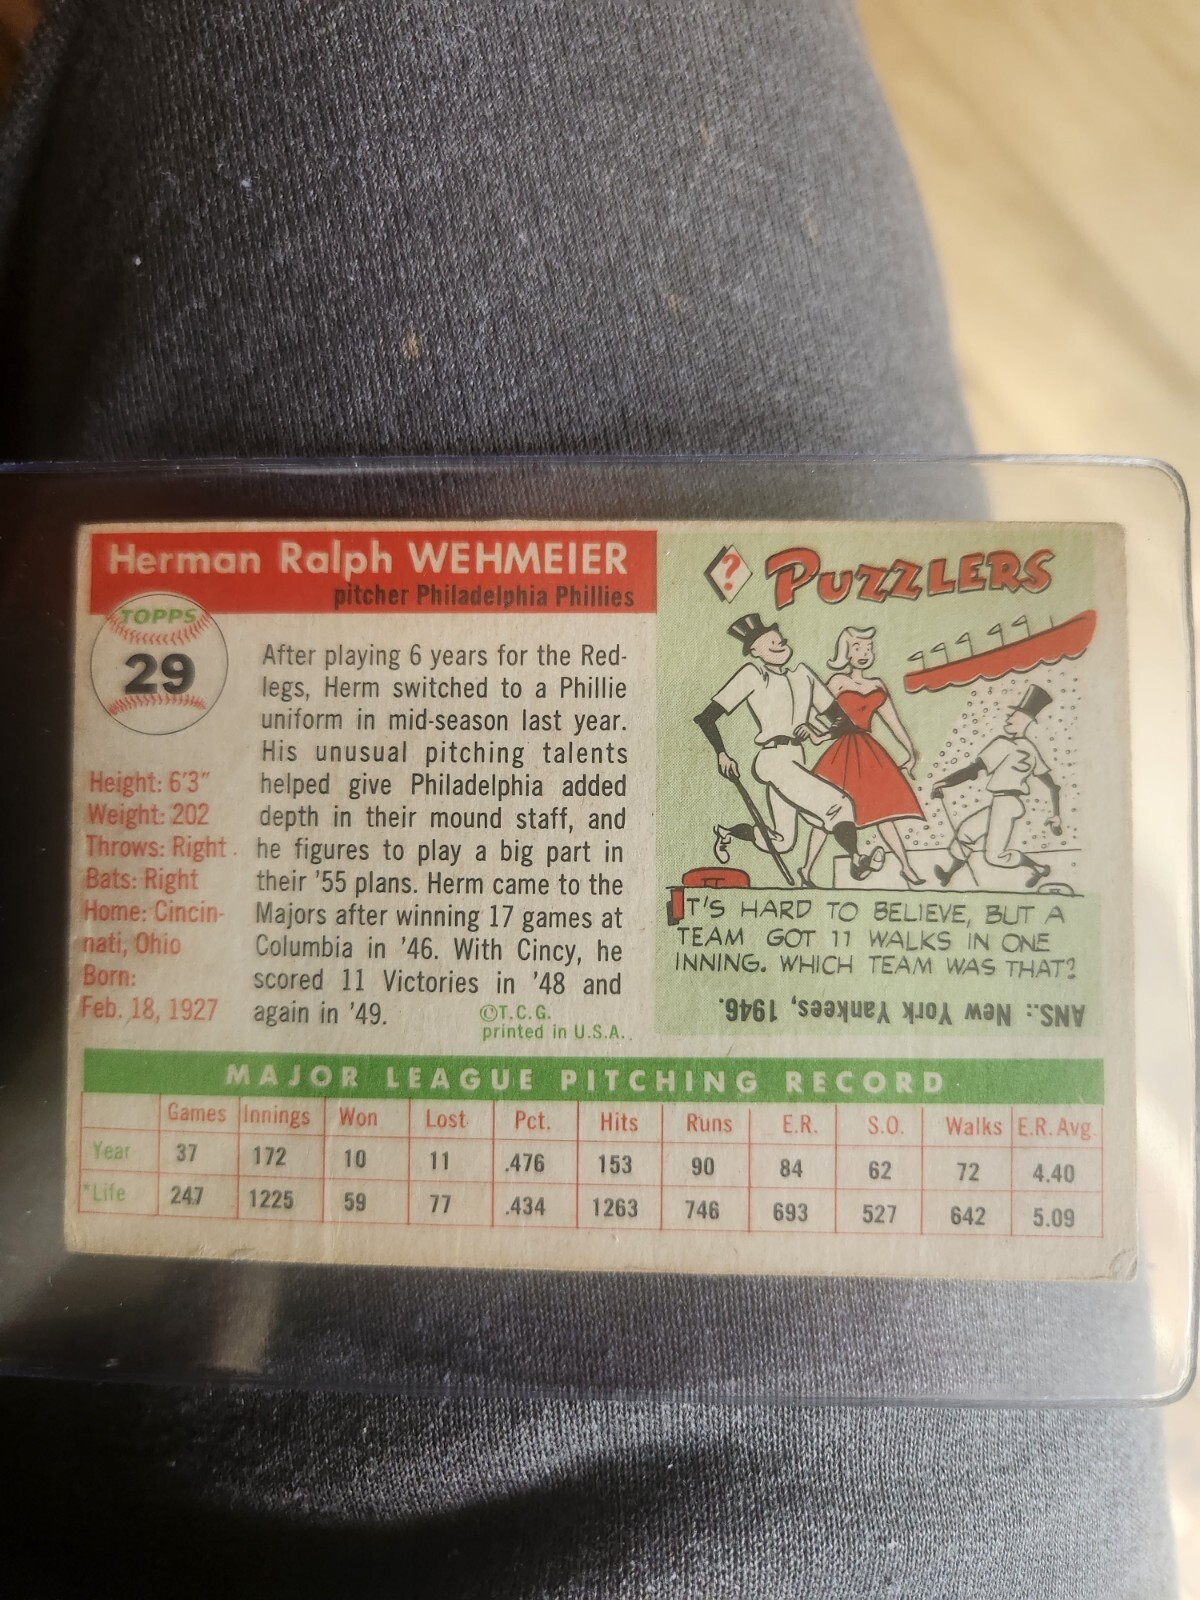 Herman Ralph WEHMEIER
pitcher Philadelphia Phillies
TOPPS
29
Height: 6'3"
Weight: 202
Throws: Right
Bats: Right
Home: Cincin-
nati, Ohio
Born:
Feb. 18, 1927
After playing 6 years for the Red-
legs, Herm switched to a Phillie
uniform in mid-season last year.
His unusual pitching talents
helped give Philadelphia added
depth in their mound staff, and
he figures to play a big part in
their '55 plans. Herm came to the
Majors after winning 17 games at
Columbia in '46. With Cincy, he
scored 11 Victories in '48 and
again in '49.
©T.C.G.
printed in U.S.A.
?
PUZZLERS
3
IT'S HARD TO BELIEVE, BUT A
TEAM GOT 11 WALKS IN ONE
INNING. WHICH TEAM WAS THAT?
ANS.: New York Yankees, 1946.
MAJOR LEAGUE PITCHING RECORD
Games Innings Won Lost Pct. Hits Runs E.R. S.O. Walks E.R. Avg.
Year 37 172 10 11 .476 153 90 84 62 72 4.40
*Life 247 1225 59 77 .434 1263 746 693 527 642 5.09